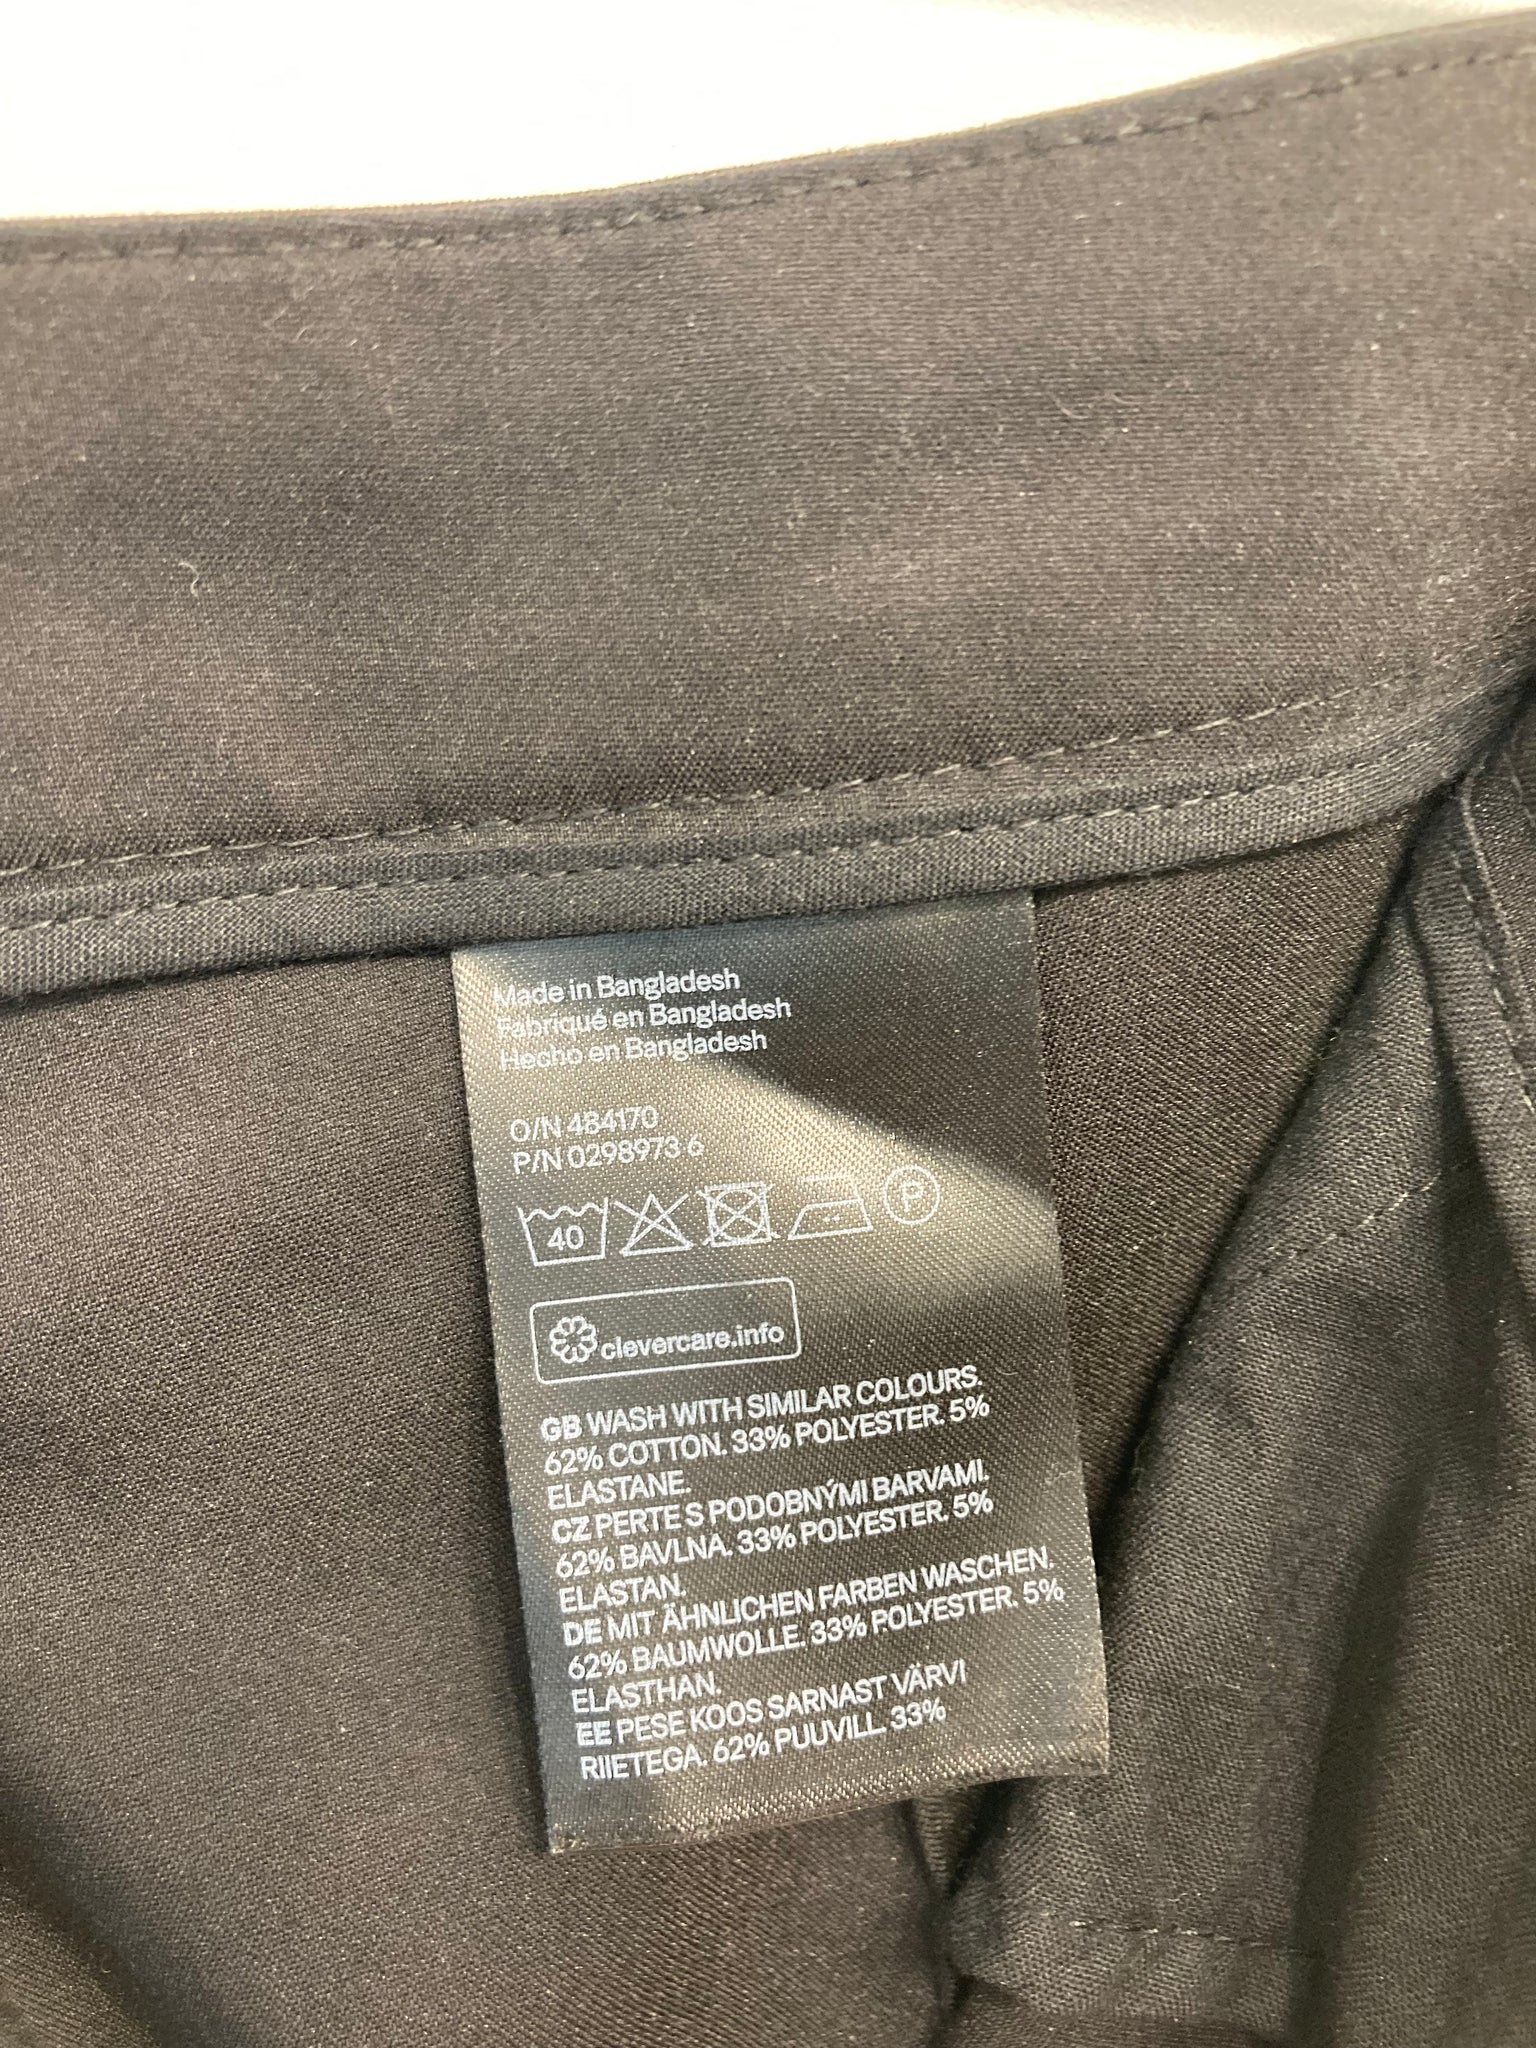 Made in Bangladesh
Fabriqué en Bangladesh
Hecho en Bangladesh
O/N 484170
P/N 0298973 6
40
P
clevercare.info
GB WASH WITH SIMILAR COLOURS.
62% COTTON. 33% POLYESTER. 5%
ELASTANE.
CZ PERTE S PODOBNÝMI BARVAMI.
62% BAVLNA. 33% POLYESTER. 5%
ELASTAN.
DE MIT ÄHNLICHEN FARBEN WASCHEN.
62% BAUMWOLLE. 33% POLYESTER. 5%
ELASTHAN.
EE PESE KOOS SARNAST VÄRVI
RIIETEGA. 62% PUUVILL. 33%